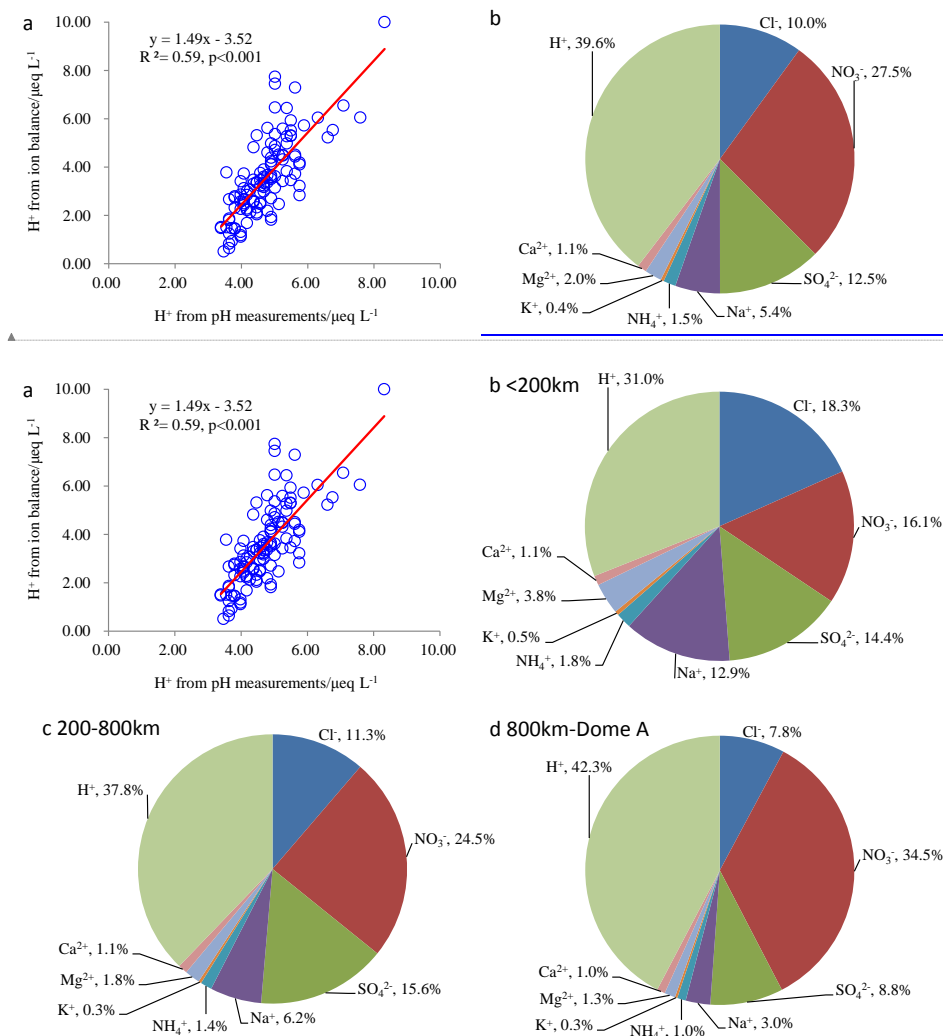 a
10.00
8.00
6.00
4.00
2.00
0.00
0.00
2.00
4.00
6.00
8.00
10.00
y = 1.49x - 3.52
R ²= 0.59, p<0.001
H⁺ from ion balance/μeq L⁻¹
H⁺ from pH measurements/μeq L⁻¹
b
Cl⁻, 10.0%
NO₃⁻, 27.5%
SO₄²⁻, 12.5%
Na⁺, 5.4%
NH₄⁺, 1.5%
K⁺, 0.4%
Mg²⁺, 2.0%
Ca²⁺, 1.1%
H⁺, 39.6%
a
10.00
8.00
6.00
4.00
2.00
0.00
0.00
2.00
4.00
6.00
8.00
10.00
y = 1.49x - 3.52
R ²= 0.59, p<0.001
H⁺ from ion balance/μeq L⁻¹
H⁺ from pH measurements/μeq L⁻¹
b <200km
Cl⁻, 18.3%
NO₃⁻, 16.1%
SO₄²⁻, 14.4%
Na⁺, 12.9%
NH₄⁺, 1.8%
K⁺, 0.5%
Mg²⁺, 3.8%
Ca²⁺, 1.1%
H⁺, 31.0%
c 200-800km
Cl⁻, 11.3%
NO₃⁻, 24.5%
SO₄²⁻, 15.6%
Na⁺, 6.2%
NH₄⁺, 1.4%
K⁺, 0.3%
Mg²⁺, 1.8%
Ca²⁺, 1.1%
H⁺, 37.8%
d 800km-Dome A
Cl⁻, 7.8%
NO₃⁻, 34.5%
SO₄²⁻, 8.8%
Na⁺, 3.0%
NH₄⁺, 1.0%
K⁺, 0.3%
Mg²⁺, 1.3%
Ca²⁺, 1.0%
H⁺, 42.3%